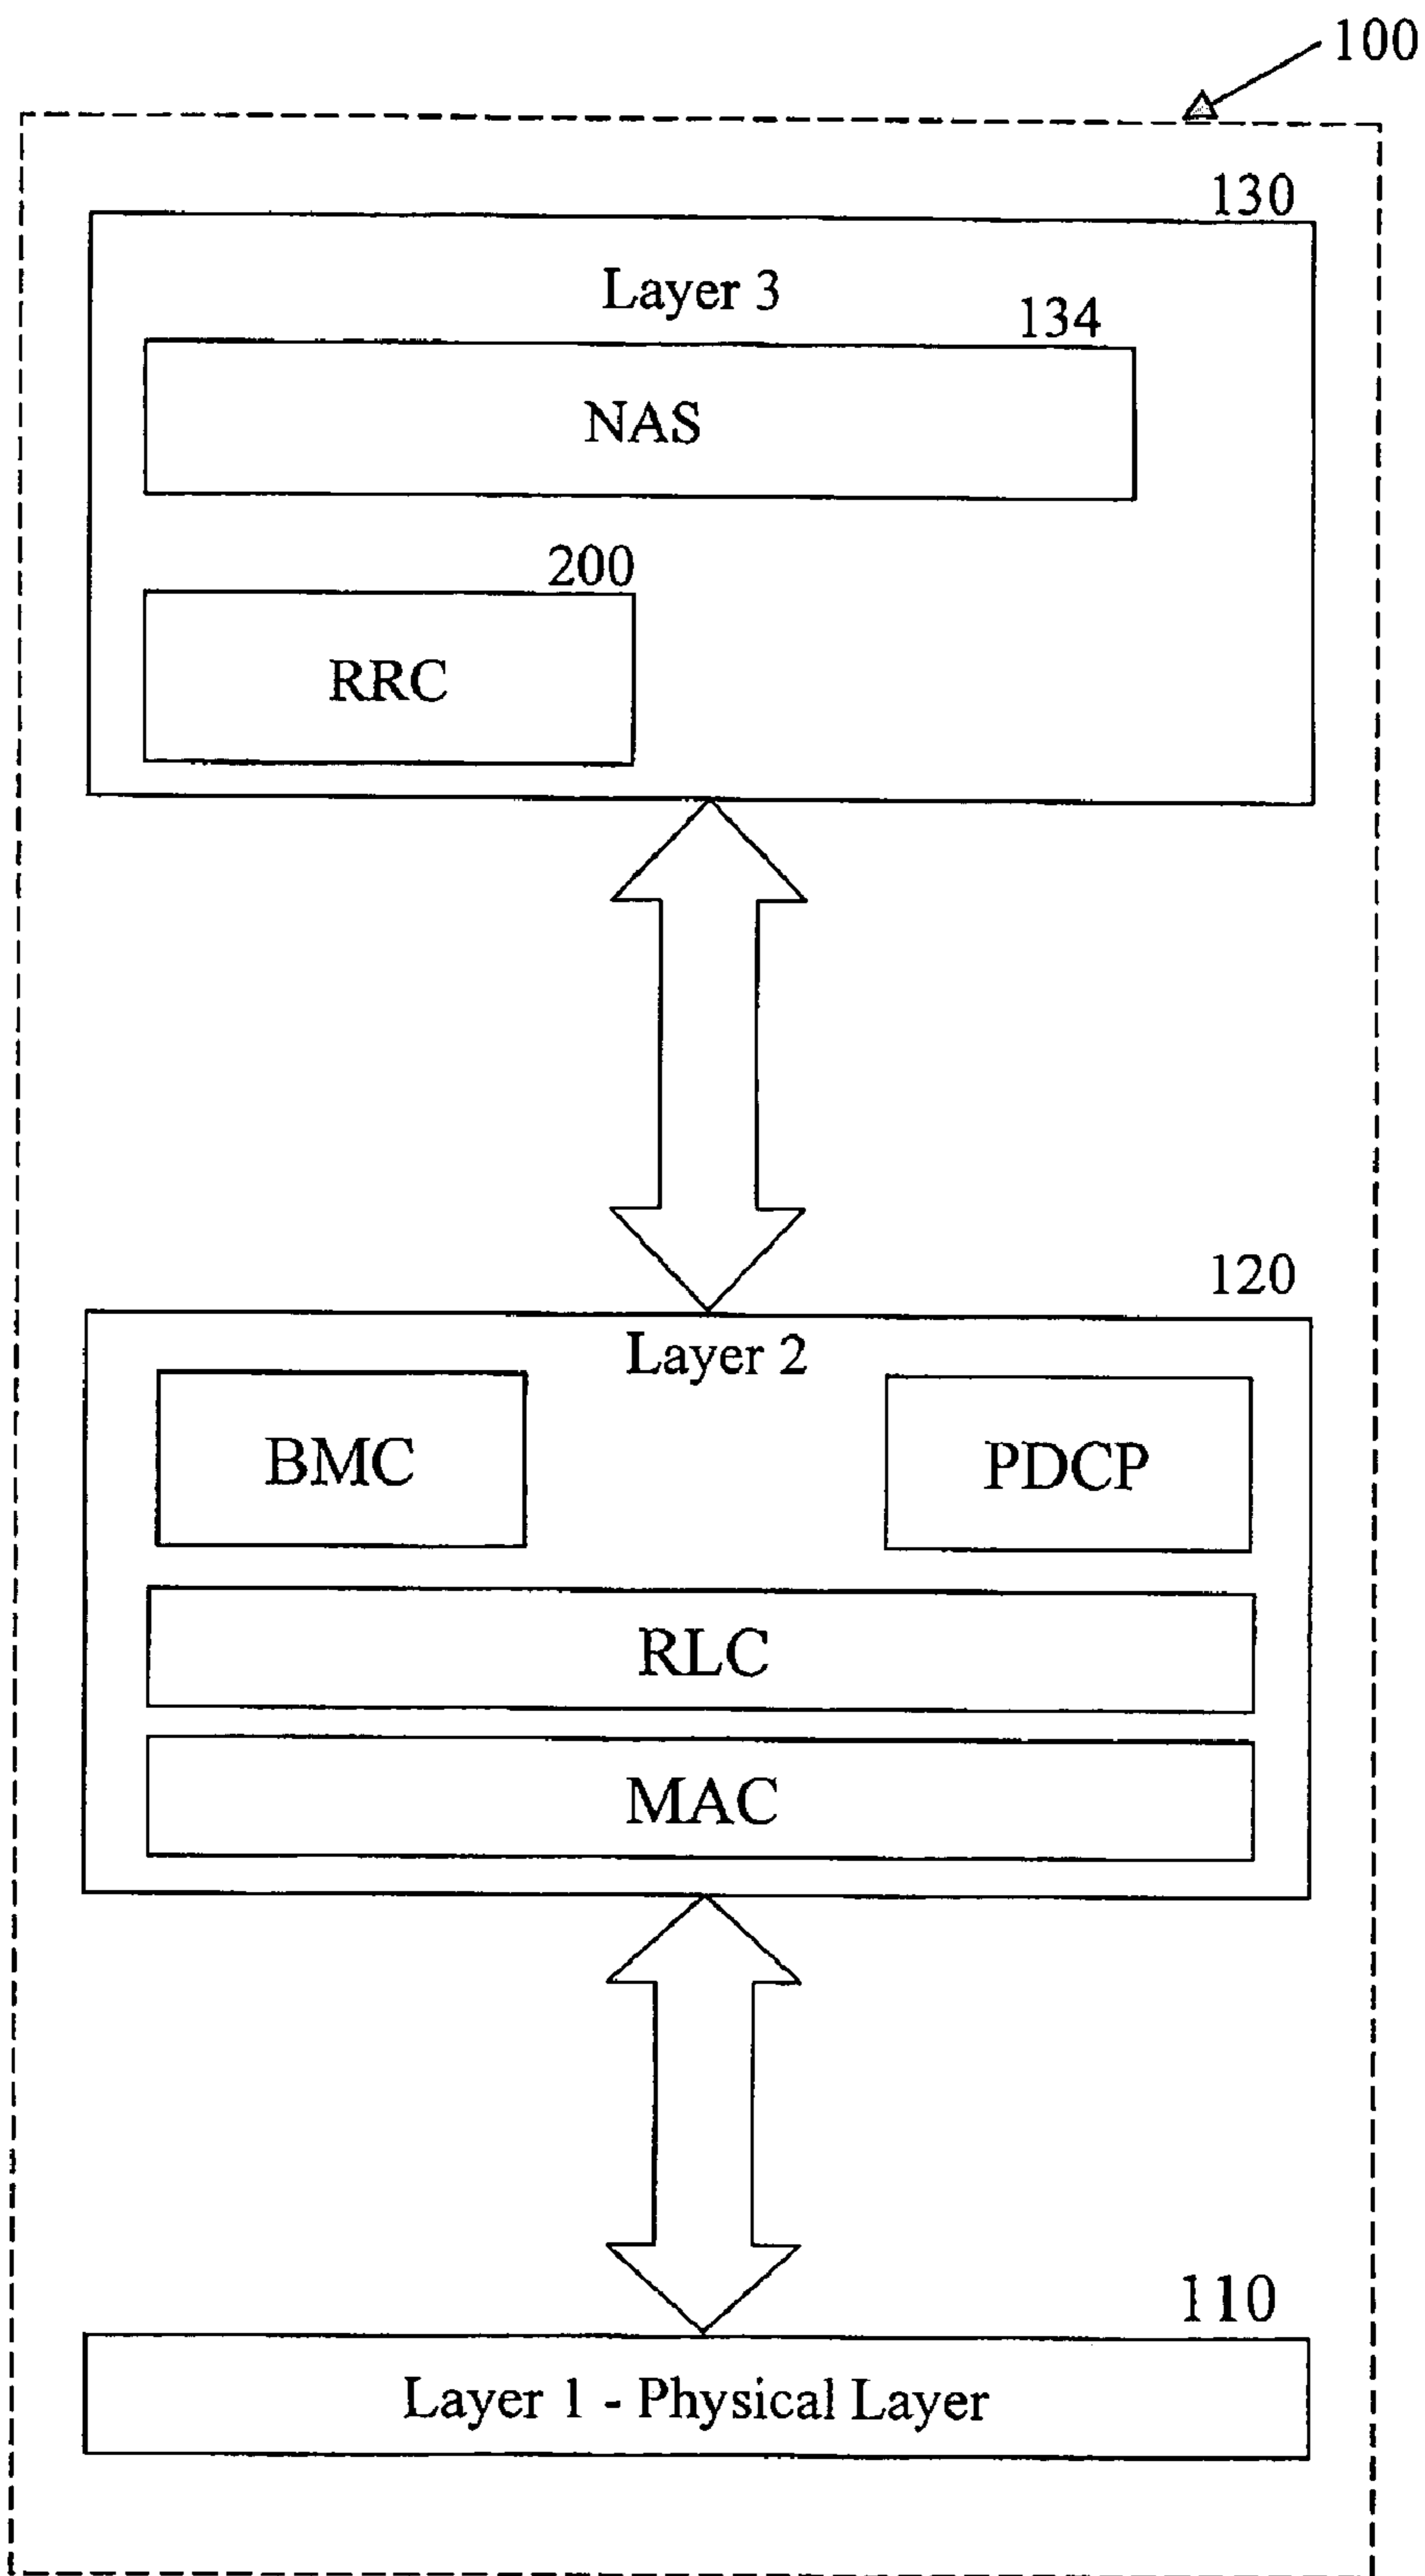 100
130
Layer 3
134
NAS
200
RRC
120
Layer 2
BMC
PDCP
RLC
MAC
110
Layer 1 - Physical Layer